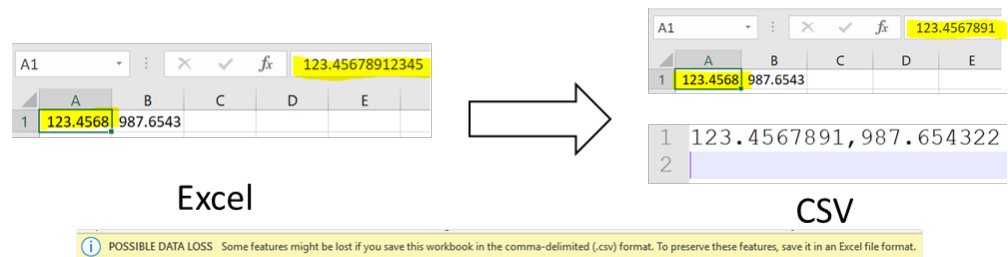 A1 fx 123.45678912345
A B C D E
1 123.4568 987.6543
Excel
A1 fx 123.4567891
A B C D E
1 123.4568 987.6543
1 123.4567891,987.654322
2
CSV
POSSIBLE DATA LOSS Some features might be lost if you save this workbook in the comma-delimited (.csv) format. To preserve these features, save it in an Excel file format.